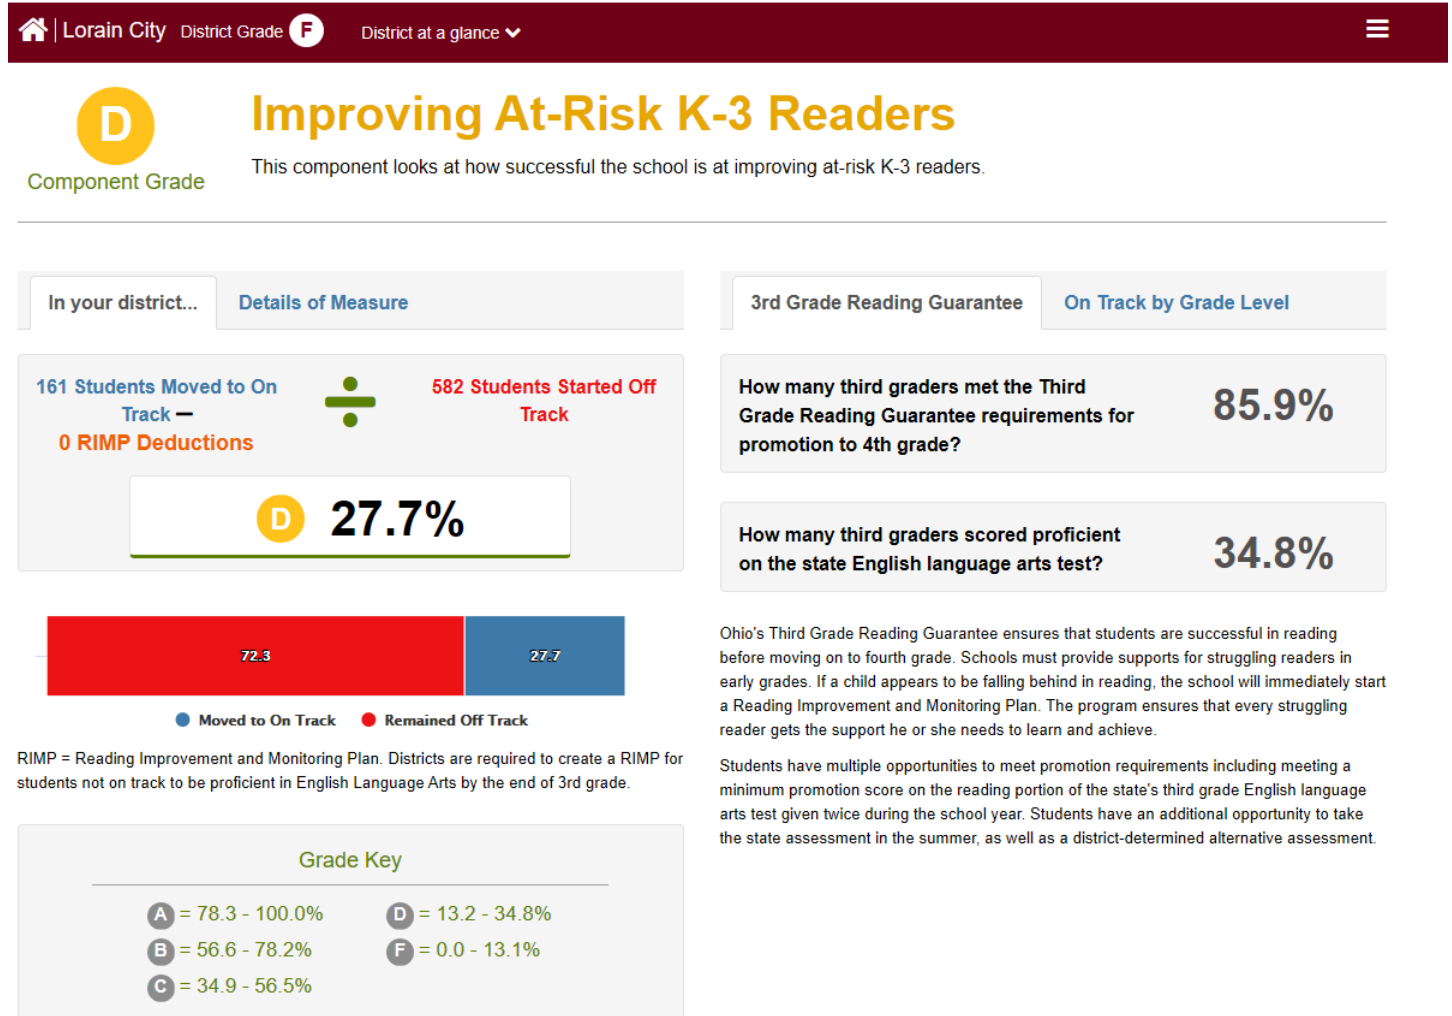 Lorain City District Grade F District at a glance
D
Component Grade
Improving At-Risk K-3 Readers
This component looks at how successful the school is at improving at-risk K-3 readers.
In your district... Details of Measure
161 Students Moved to On
Track –
0 RIMP Deductions
÷
582 Students Started Off
Track
D 27.7%
72.3 27.7
Moved to On Track Remained Off Track
RIMP = Reading Improvement and Monitoring Plan. Districts are required to create a RIMP for
students not on track to be proficient in English Language Arts by the end of 3rd grade.
Grade Key
A = 78.3 - 100.0%
B = 56.6 - 78.2%
C = 34.9 - 56.5%
D = 13.2 - 34.8%
F = 0.0 - 13.1%
3rd Grade Reading Guarantee On Track by Grade Level
How many third graders met the Third
Grade Reading Guarantee requirements for
promotion to 4th grade?
85.9%
How many third graders scored proficient
on the state English language arts test?
34.8%
Ohio's Third Grade Reading Guarantee ensures that students are successful in reading
before moving on to fourth grade. Schools must provide supports for struggling readers in
early grades. If a child appears to be falling behind in reading, the school will immediately start
a Reading Improvement and Monitoring Plan. The program ensures that every struggling
reader gets the support he or she needs to learn and achieve.
Students have multiple opportunities to meet promotion requirements including meeting a
minimum promotion score on the reading portion of the state's third grade English language
arts test given twice during the school year. Students have an additional opportunity to take
the state assessment in the summer, as well as a district-determined alternative assessment.